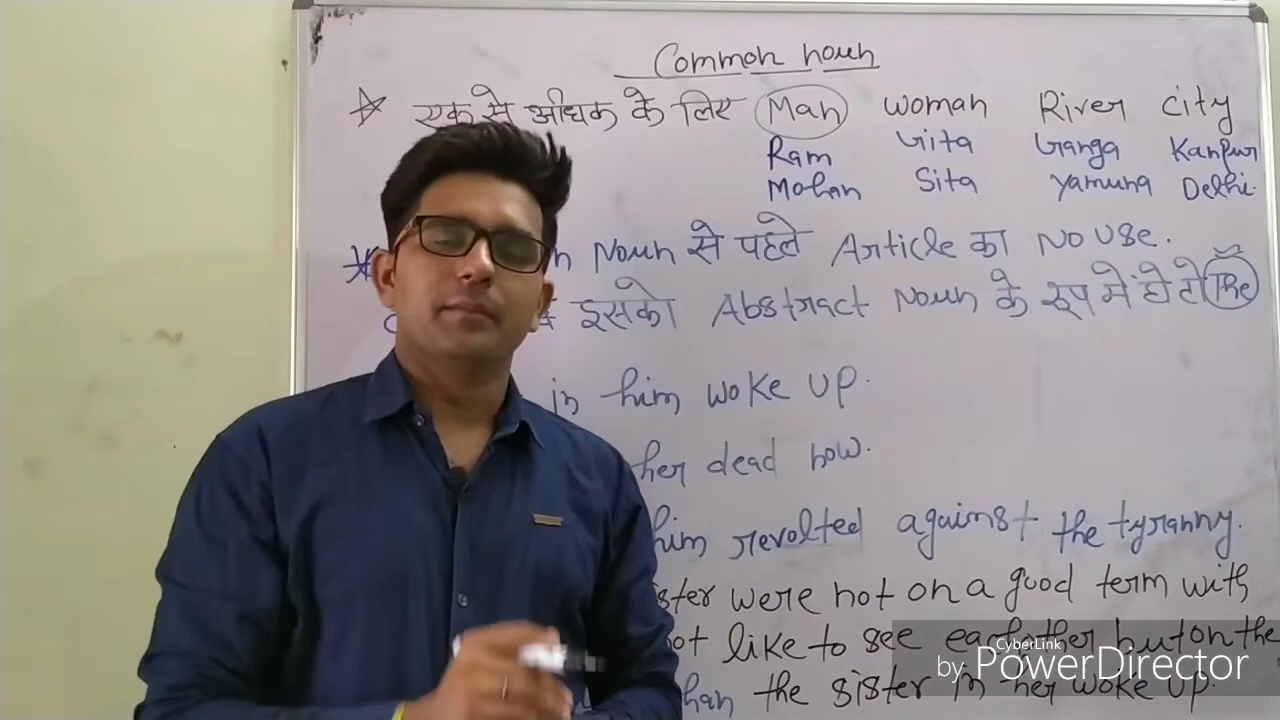 Common noun
एक से अधिक के लिए Man woman River city
Ram Gita Ganga Kanpur
Mohan Sita Yamuna Delhi.
Noun से पहले Article का NO USE.
इसको Abstract Noun के रूप में हो तो The
in him woke up.
her dead now.
him revolted against the tyranny.
ster were not on a good term with
not like to see eachother but on the
han the sister in her woke up.
CyberLink
by PowerDirector